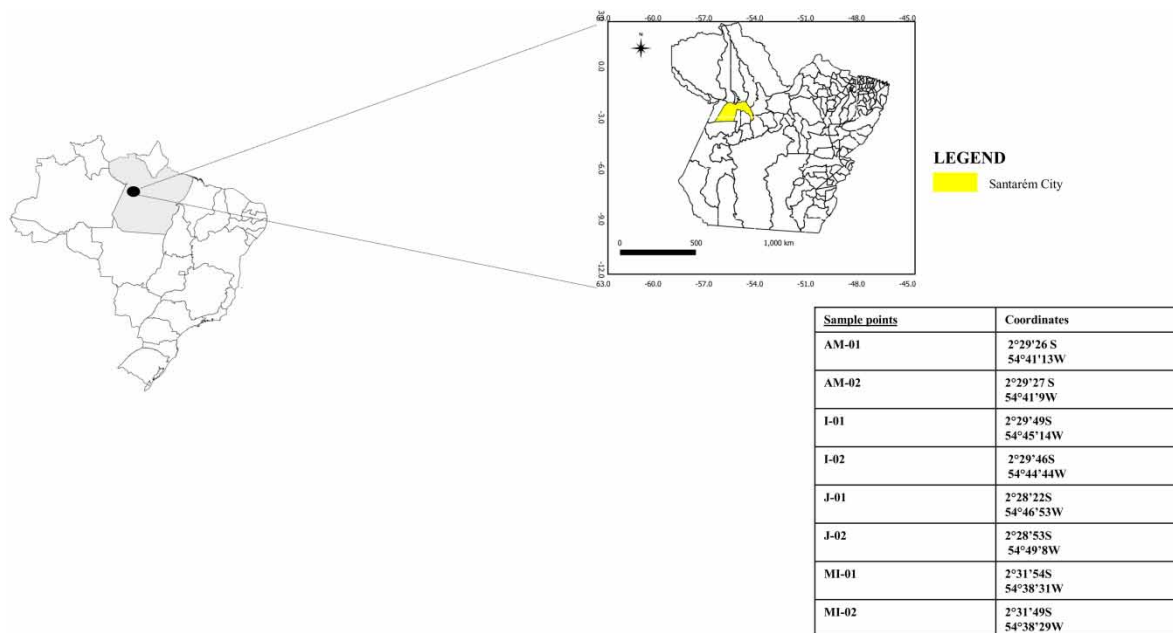 -63.0 -60.0 -57.0 -54.0 -51.0 -48.0 -45.0
N
0.0
-3.0
-6.0
-9.0
-12.0
0 500 1,000 km
63.0 -60.0 -57.0 -54.0 -51.0 -48.0 -45.0
LEGEND
Santarém City
Sample points Coordinates
AM-01 2°29'26 S
54°41'13W
AM-02 2°29’27 S
54°41’9W
I-01 2°29’49S
54°45’14W
I-02 2°29’46S
54°44’44W
J-01 2°28’22S
54°46’53W
J-02 2°28’53S
54°49’8W
MI-01 2°31’54S
54°38’31W
MI-02 2°31’49S
54°38’29W